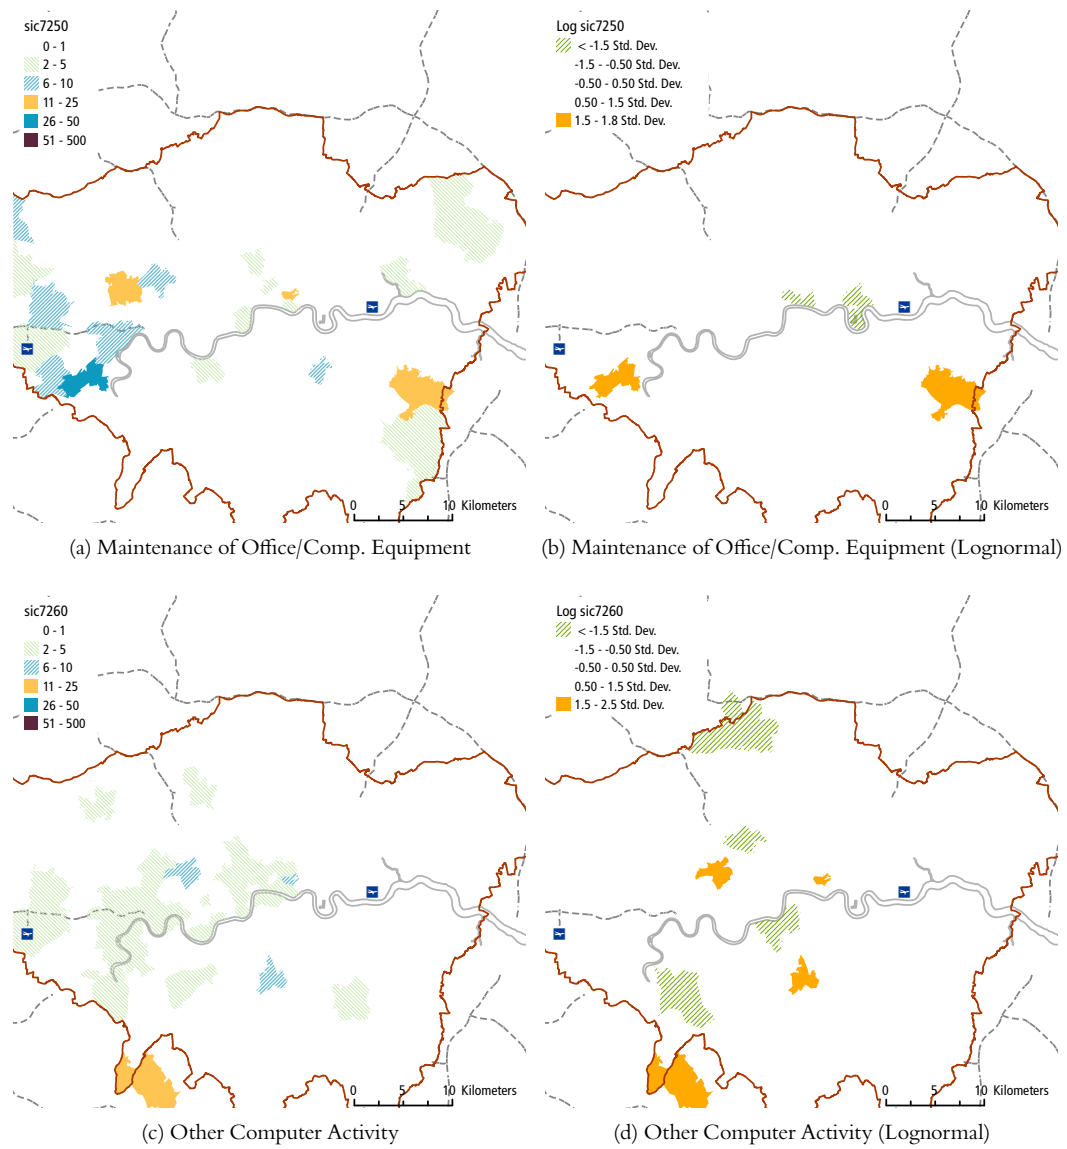 sic7250
0 - 1
2 - 5
6 - 10
11 - 25
26 - 50
51 - 500
0 5 10 Kilometers
(a) Maintenance of Office/Comp. Equipment
Log sic7250
< -1.5 Std. Dev.
-1.5 - -0.50 Std. Dev.
-0.50 - 0.50 Std. Dev.
0.50 - 1.5 Std. Dev.
1.5 - 1.8 Std. Dev.
0 5 10 Kilometers
(b) Maintenance of Office/Comp. Equipment (Lognormal)
sic7260
0 - 1
2 - 5
6 - 10
11 - 25
26 - 50
51 - 500
0 5 10 Kilometers
(c) Other Computer Activity
Log sic7260
< -1.5 Std. Dev.
-1.5 - -0.50 Std. Dev.
-0.50 - 0.50 Std. Dev.
0.50 - 1.5 Std. Dev.
1.5 - 2.5 Std. Dev.
0 5 10 Kilometers
(d) Other Computer Activity (Lognormal)